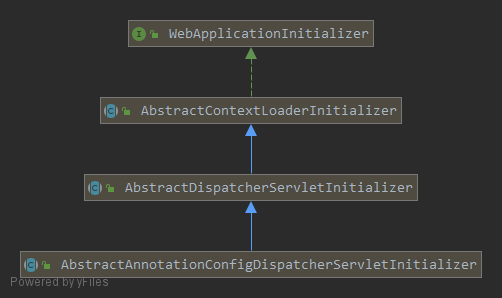 I WebApplicationInitializer
C AbstractContextLoaderInitializer
C AbstractDispatcherServletInitializer
C AbstractAnnotationConfigDispatcherServletInitializer
Powered by yFiles